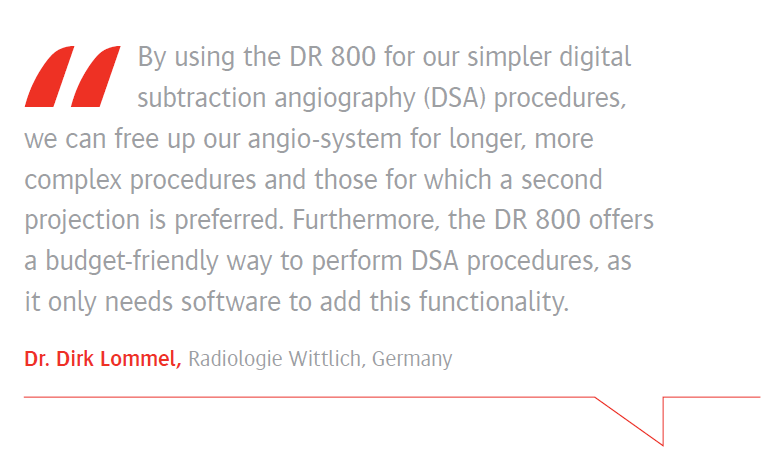 “ By using the DR 800 for our simpler digital
subtraction angiography (DSA) procedures,
we can free up our angio-system for longer, more
complex procedures and those for which a second
projection is preferred. Furthermore, the DR 800 offers
a budget-friendly way to perform DSA procedures, as
it only needs software to add this functionality.
Dr. Dirk Lommel, Radiologie Wittlich, Germany